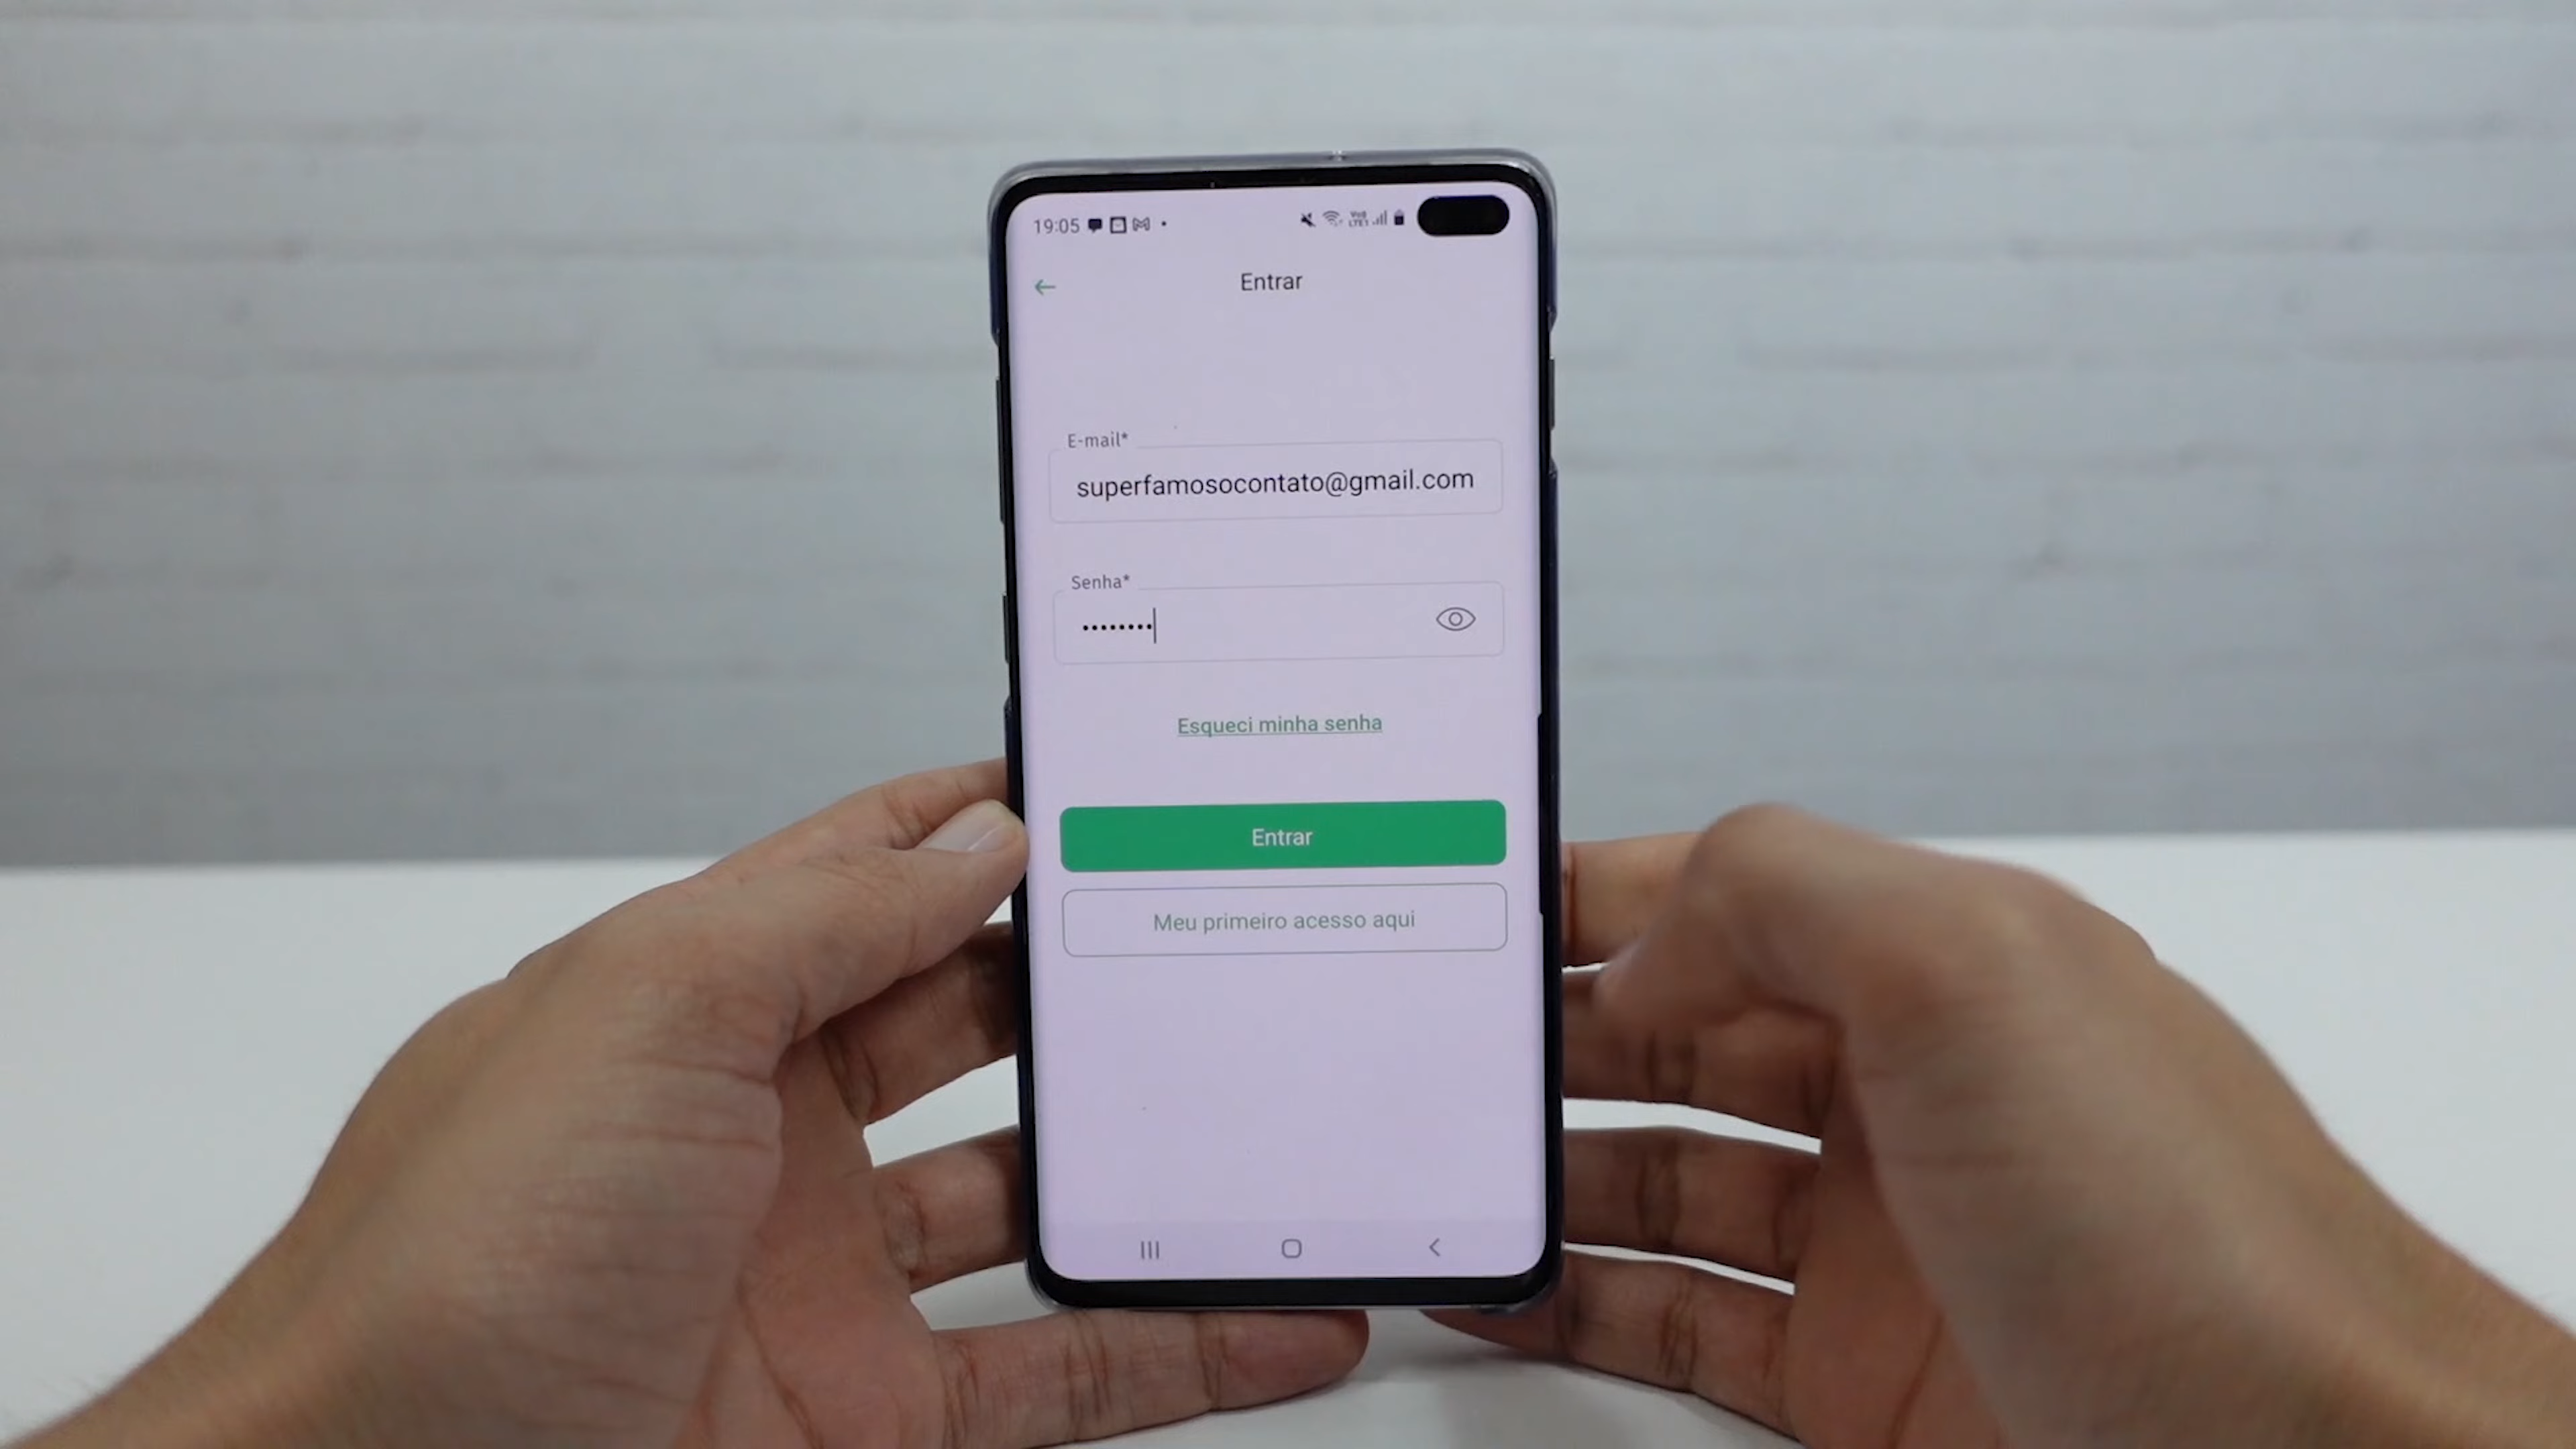 19:05
Entrar
E-mail*
superfamosocontato@gmail.com
Senha*
••••••••
Esqueci minha senha
Entrar
Meu primeiro acesso aqui